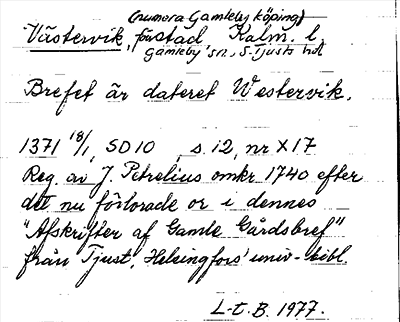 (numera Gamleby köping)
Västervik, stad Kalm. l.
Gamleby sn, S. Tjusts hd
Brefet är dateret Westervik.
1371 18/1, SD10, s. 12, nr X17
Reg. av J. Petrelius omkr. 1740 efter
det nu förlorade or i dennes
"Afskrifter af Gamle Gårdsbref"
från Tjust, Helsingfors' univ-bibl.
L-t. B. 1977.